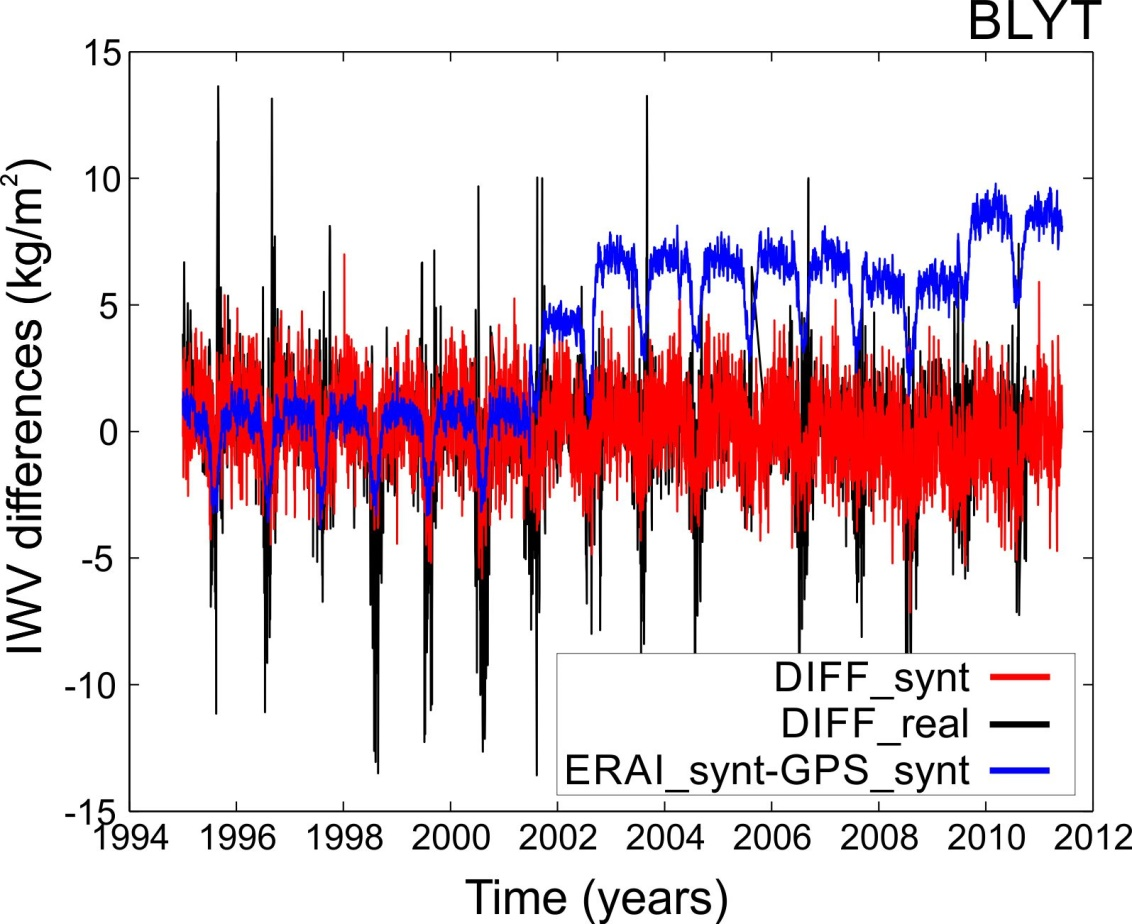 BLYT
15
10
5
0
-5
-10
-15
IWV differences (kg/m²)
DIFF_synt
DIFF_real
ERAI_synt-GPS_synt
1994 1996 1998 2000 2002 2004 2006 2008 2010 2012
Time (years)